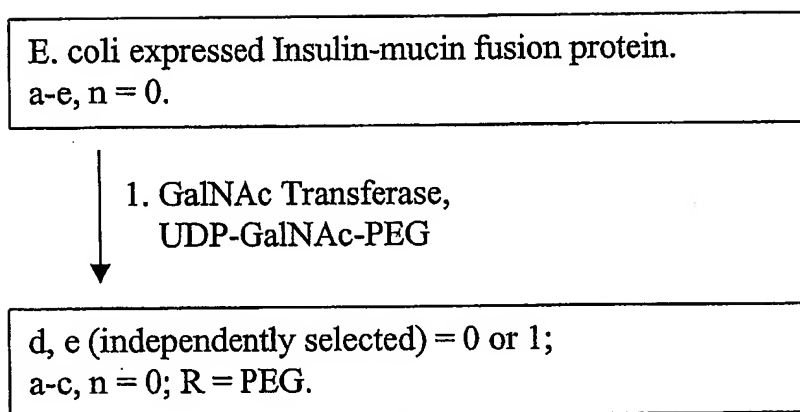 E. coli expressed Insulin-mucin fusion protein.
a-e, n = 0.
1. GalNAc Transferase,
UDP-GalNAc-PEG
d, e (independently selected) = 0 or 1;
a-c, n = 0; R = PEG.